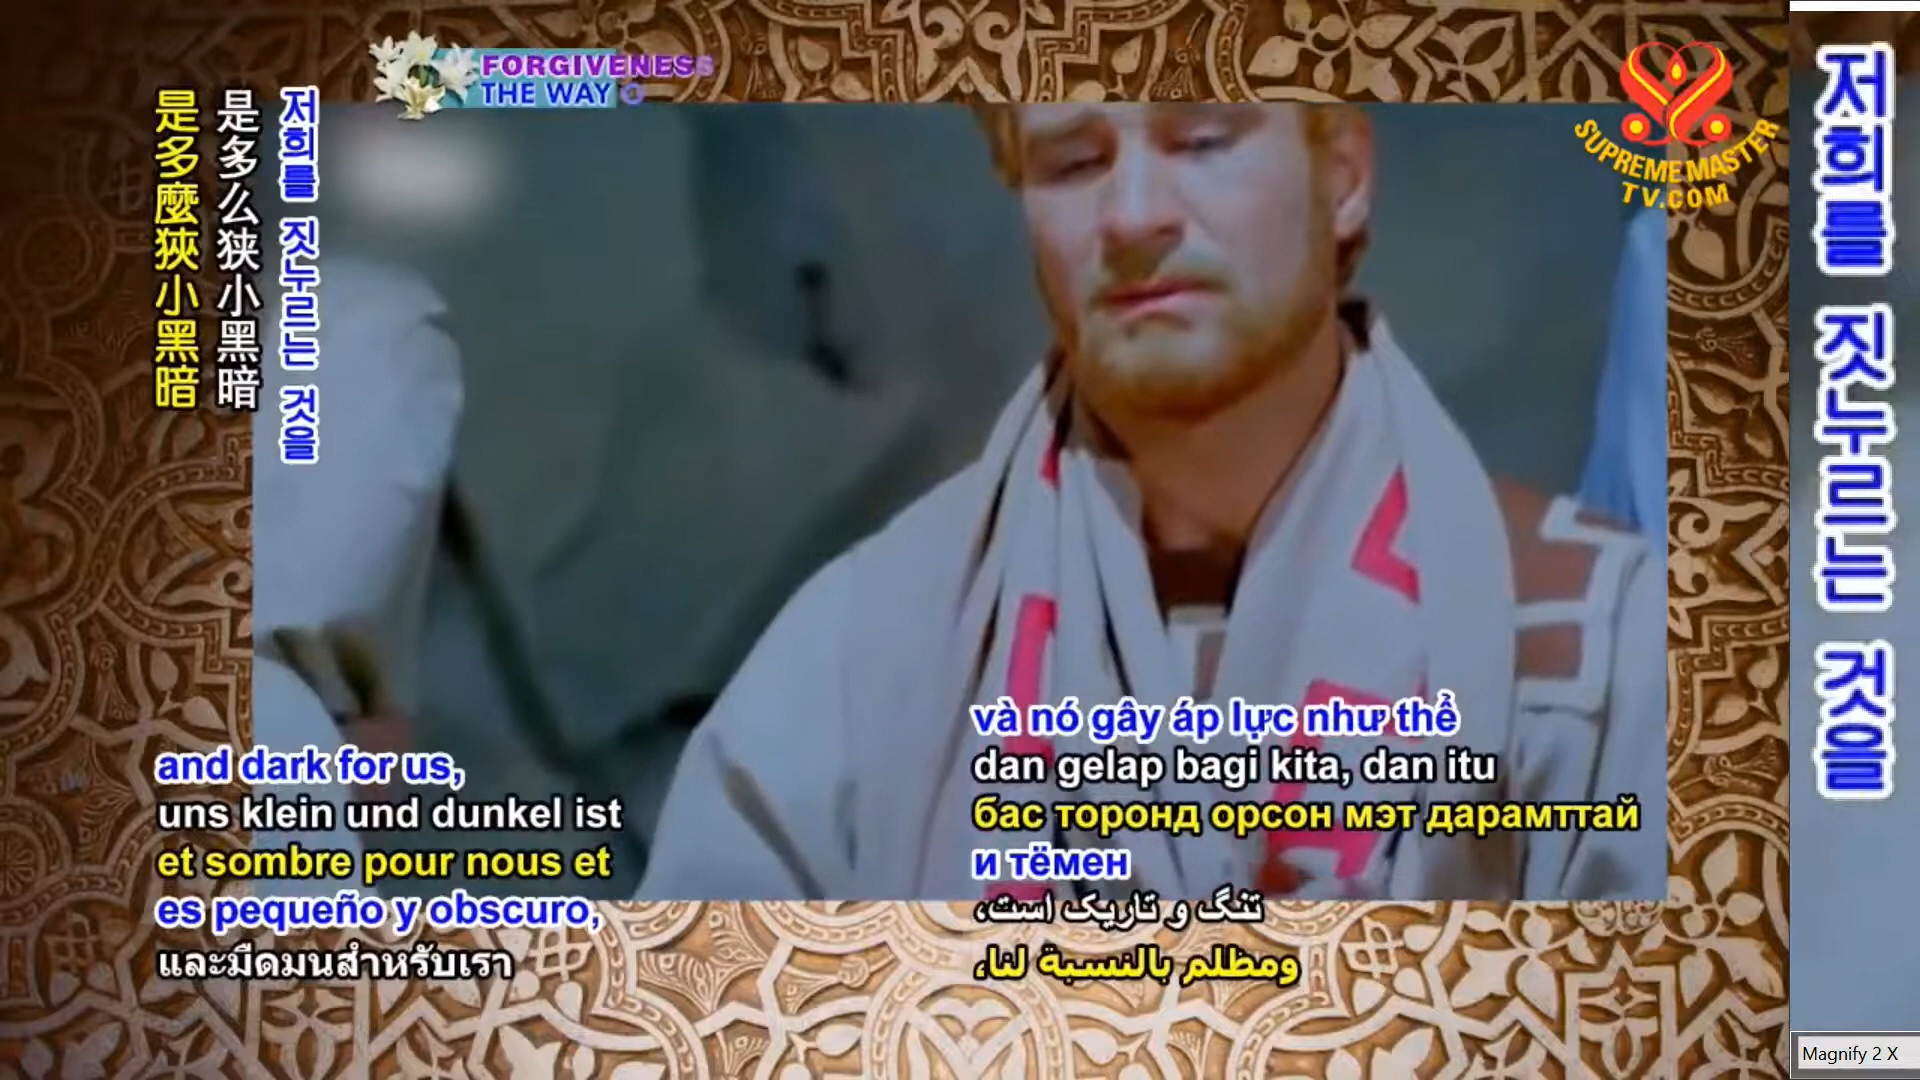 FORGIVENESS
THE WAY O
SUPREME MASTER
TV.COM
是多麼狹小黑暗
是多么狭小黑暗
저희를 짓누르는 것을
and dark for us,
uns klein und dunkel ist
et sombre pour nous et
es pequeño y obscuro,
และมืดมนสำหรับเรา
và nó gây áp lực như thể
dan gelap bagi kita, dan itu
бас торонд орсон мэт дарамттай
и тёмен
تنگ و تاریک است،
ومظلم بالنسبة لنا،
저희를 짓누르는 것을
Magnify 2 X